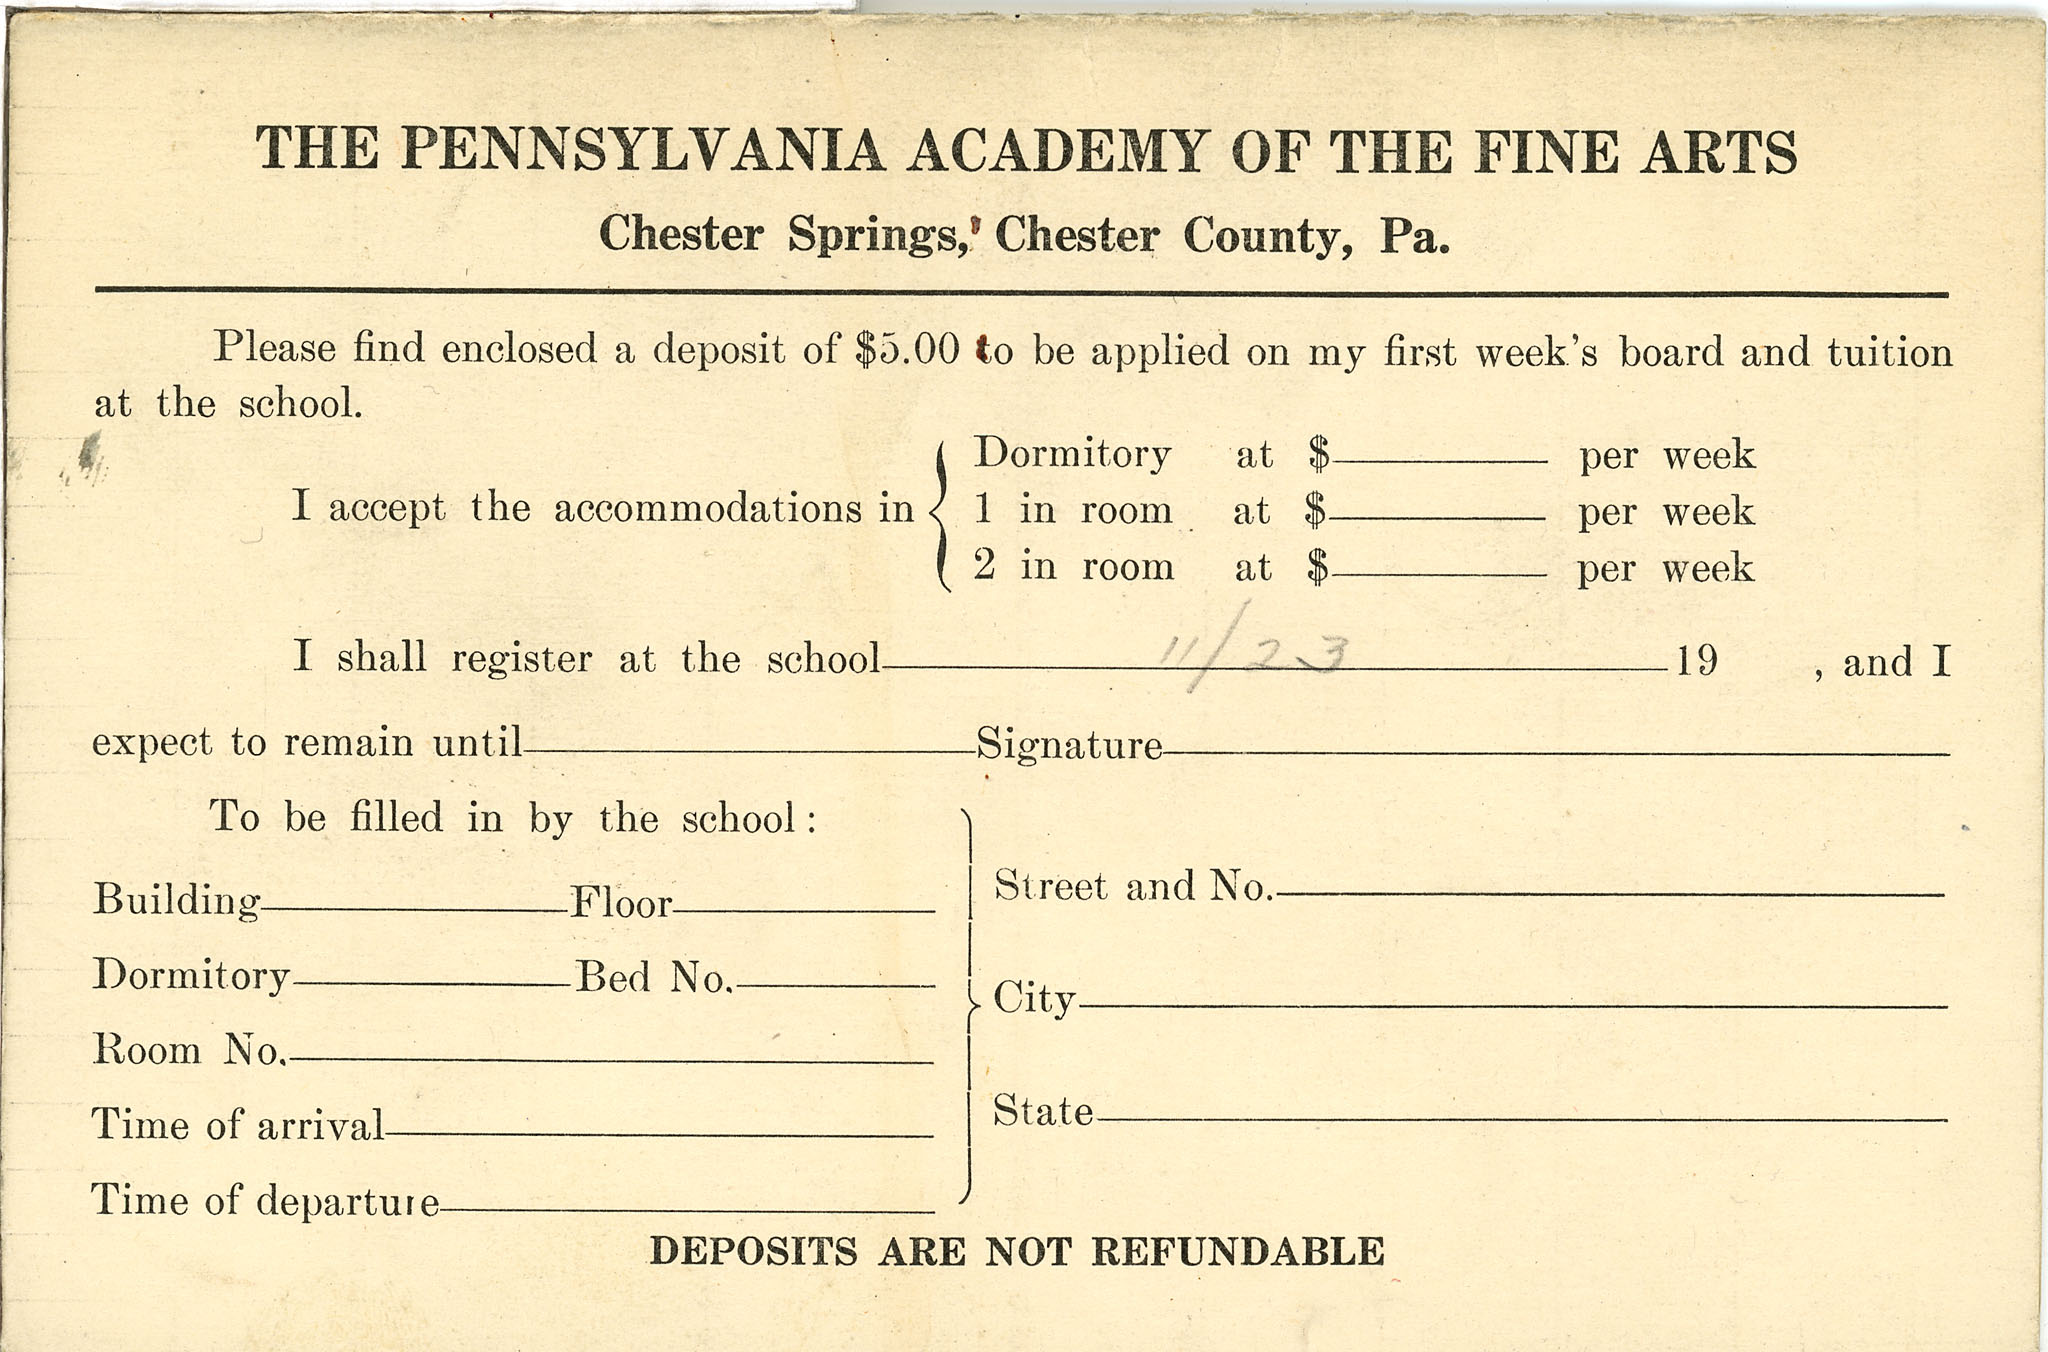 THE PENNSYLVANIA ACADEMY OF THE FINE ARTS
Chester Springs, Chester County, Pa.
Please find enclosed a deposit of $5.00 to be applied on my first week's board and tuition
at the school.
I accept the accommodations in
Dormitory at $ per week
1 in room at $ per week
2 in room at $ per week
I shall register at the school 11/23 19 , and I
expect to remain until Signature
To be filled in by the school:
Building Floor
Dormitory Bed No.
Room No.
Time of arrival
Time of departure
Street and No.
City
State
DEPOSITS ARE NOT REFUNDABLE